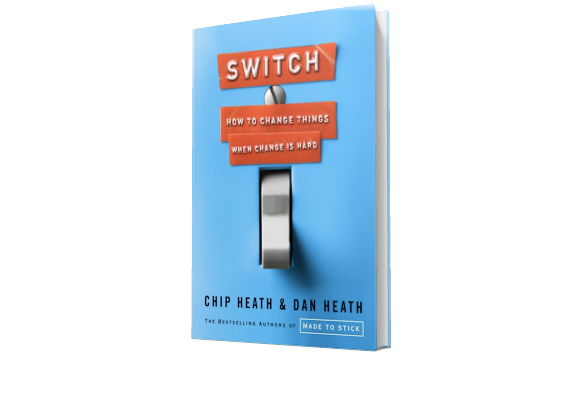 SWITCH
HOW TO CHANGE THINGS
WHEN CHANGE IS HARD
CHIP HEATH & DAN HEATH
THE BESTSELLING AUTHORS OF MADE TO STICK